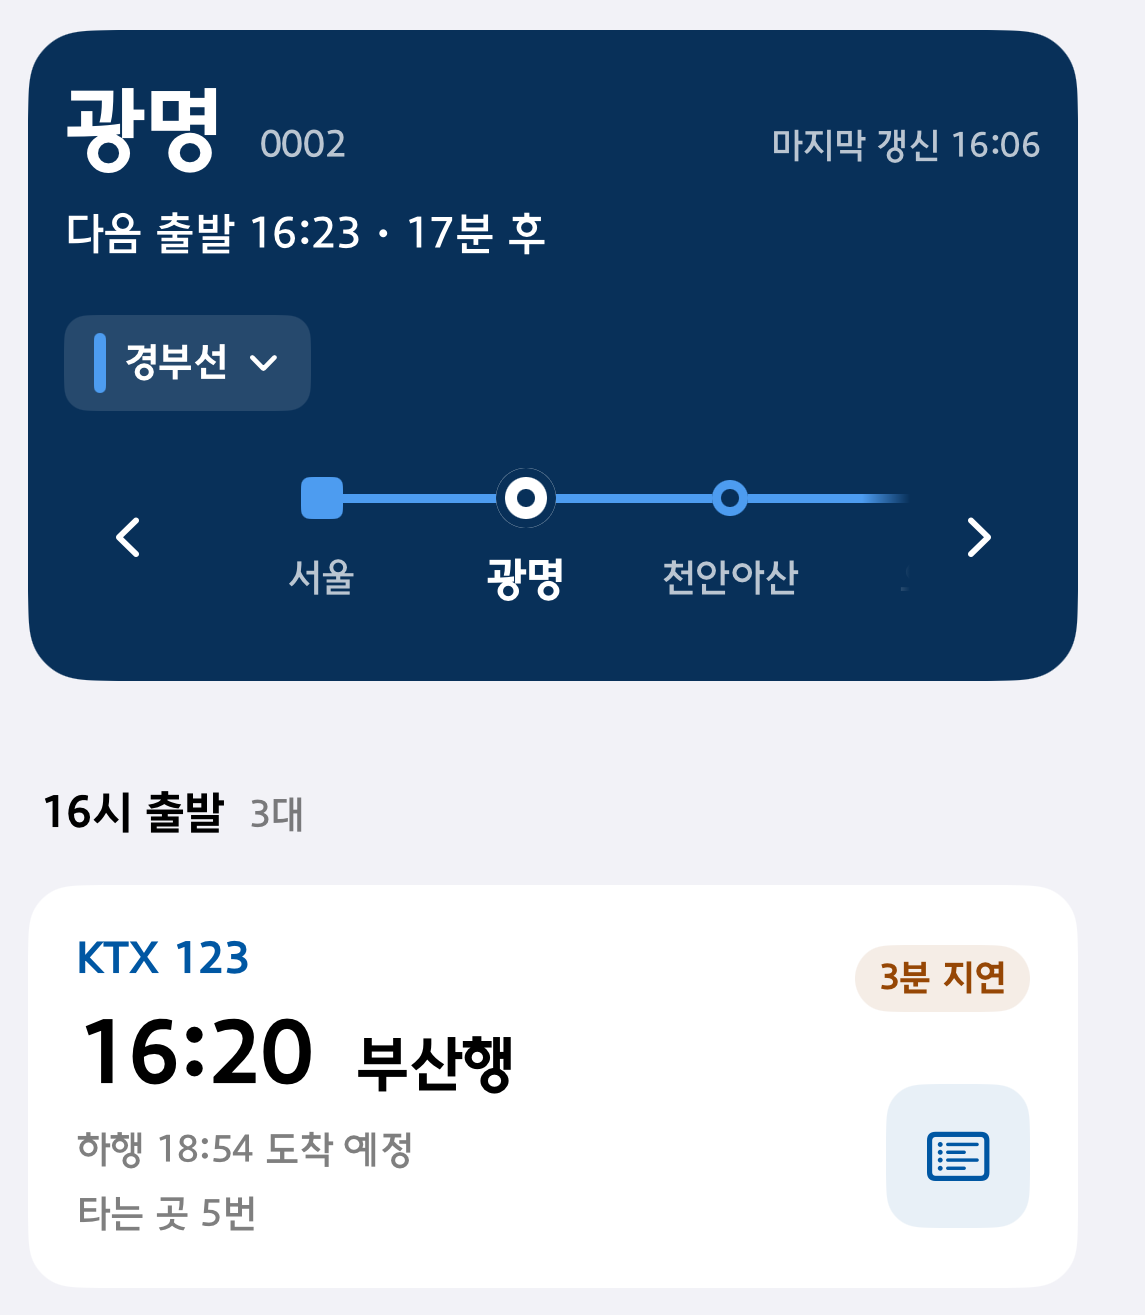 광명 0002 마지막 갱신 16:06
다음 출발 16:23 · 17분 후
경부선
서울 광명 천안아산
16시 출발 3대
KTX 123 3분 지연
16:20 부산행
하행 18:54 도착 예정
타는 곳 5번